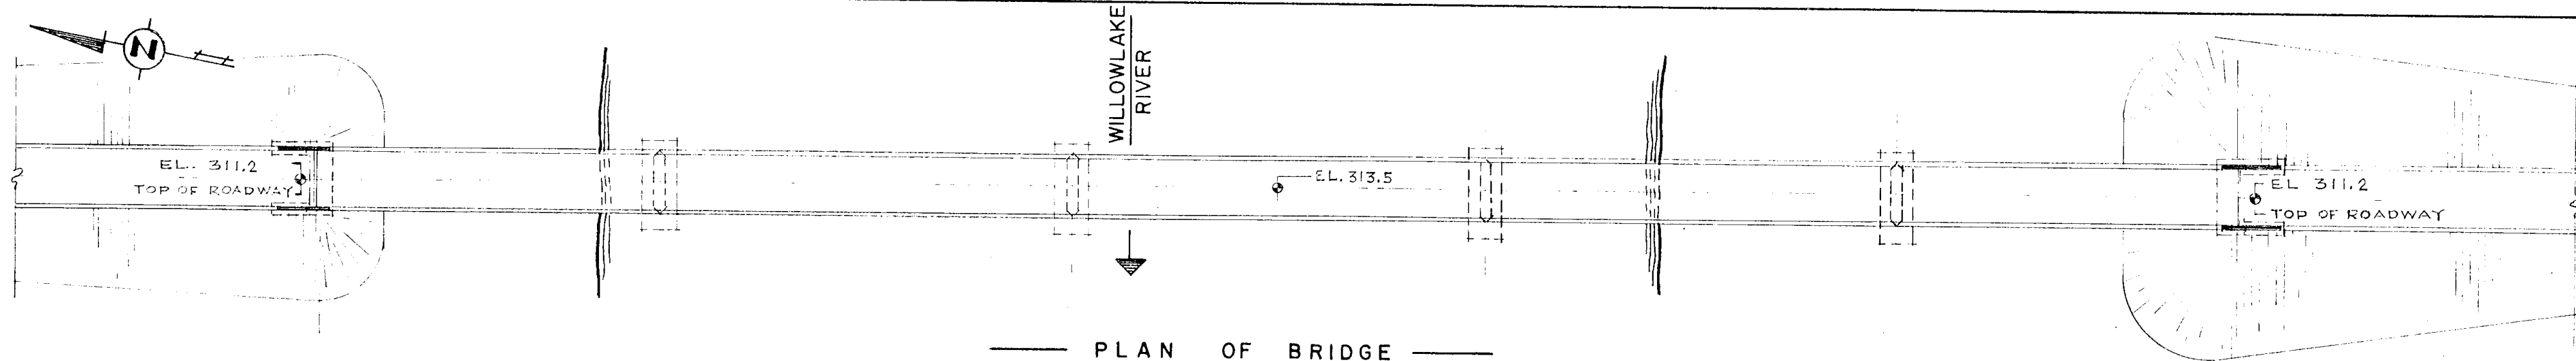 N
WILLOWLAKE
RIVER
EL. 311.2
TOP OF ROADWAY
EL. 313.5
EL 311.2
TOP OF ROADWAY
PLAN OF BRIDGE